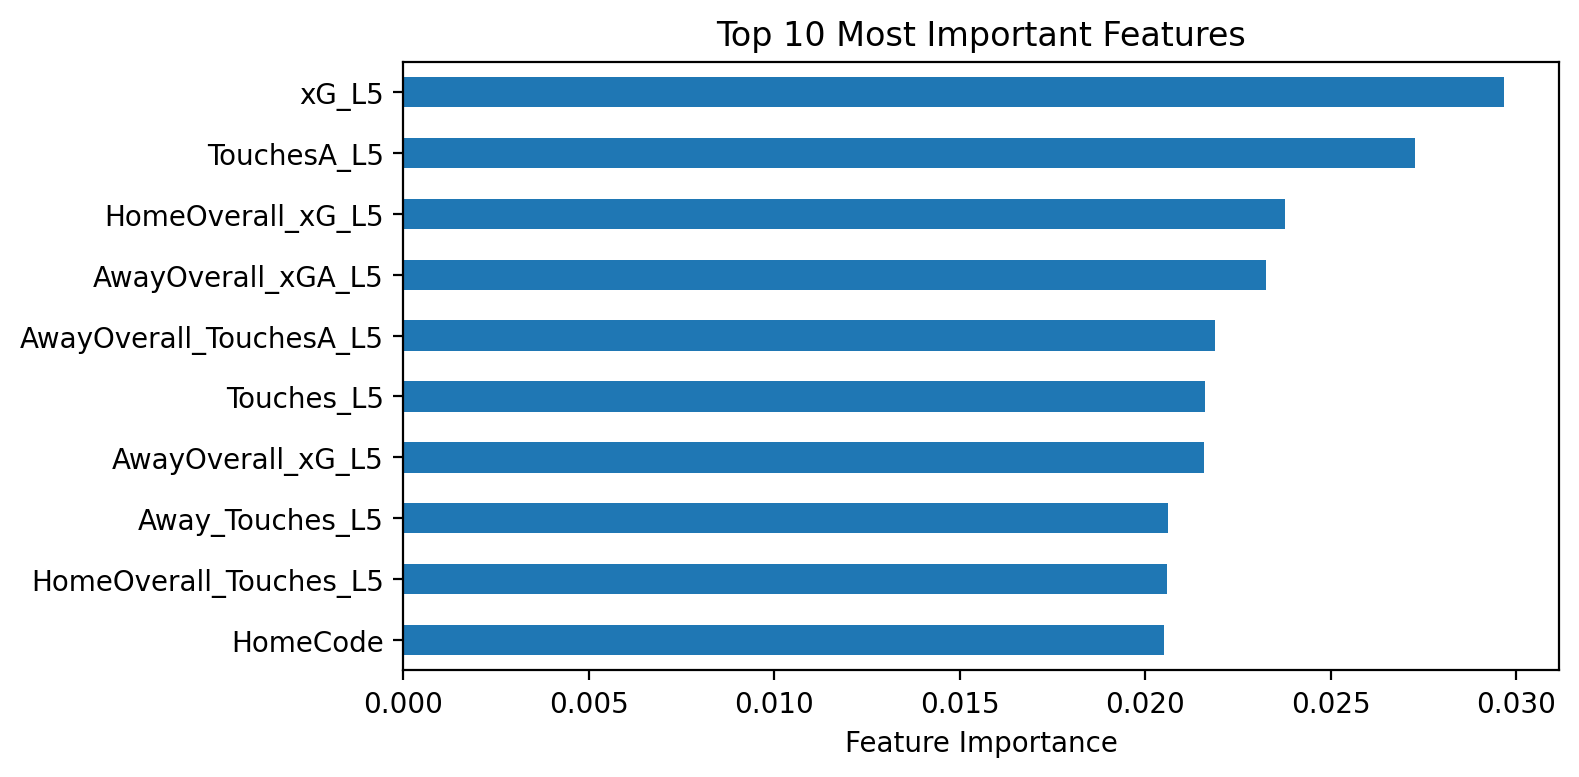 Top 10 Most Important Features
xG_L5
TouchesA_L5
HomeOverall_xG_L5
AwayOverall_xGA_L5
AwayOverall_TouchesA_L5
Touches_L5
AwayOverall_xG_L5
Away_Touches_L5
HomeOverall_Touches_L5
HomeCode
0.000 0.005 0.010 0.015 0.020 0.025 0.030
Feature Importance